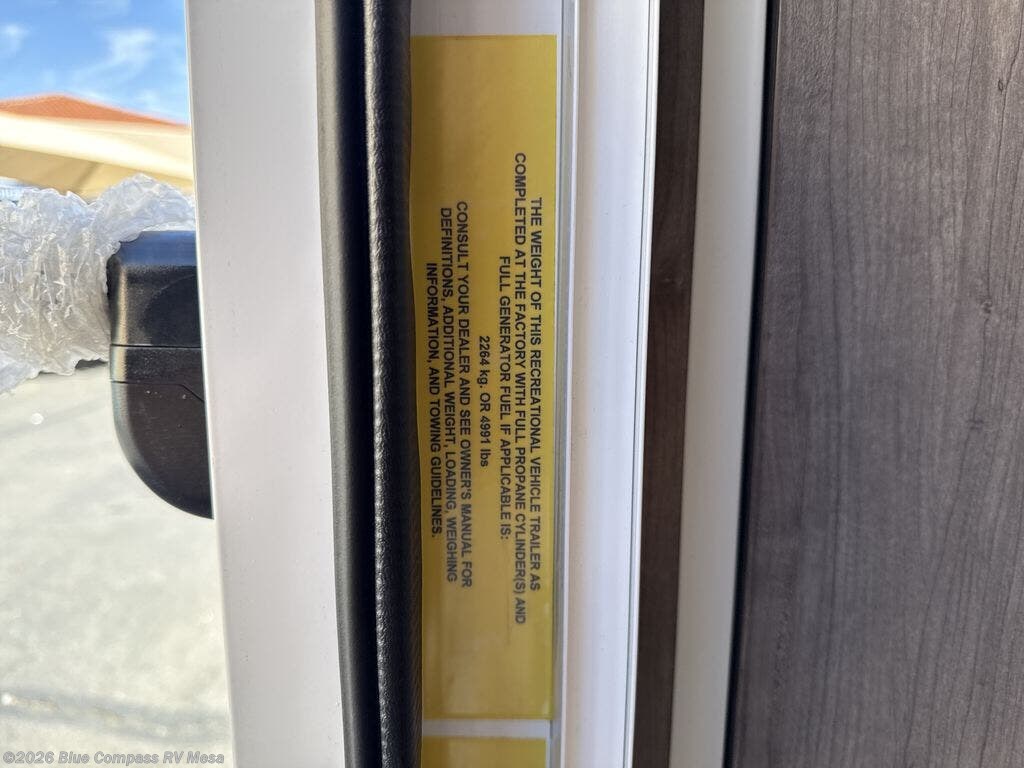 THE WEIGHT OF THIS RECREATIONAL VEHICLE TRAILER AS
COMPLETED AT THE FACTORY WITH FULL PROPANE CYLINDER(S) AND
FULL GENERATOR FUEL IF APPLICABLE IS:
2264 kg. OR 4991 lbs
CONSULT YOUR DEALER AND SEE OWNER'S MANUAL FOR
DEFINITIONS, ADDITIONAL WEIGHT, LOADING, WEIGHING
INFORMATION, AND TOWING GUIDELINES.
©2026 Blue Compass RV Mesa